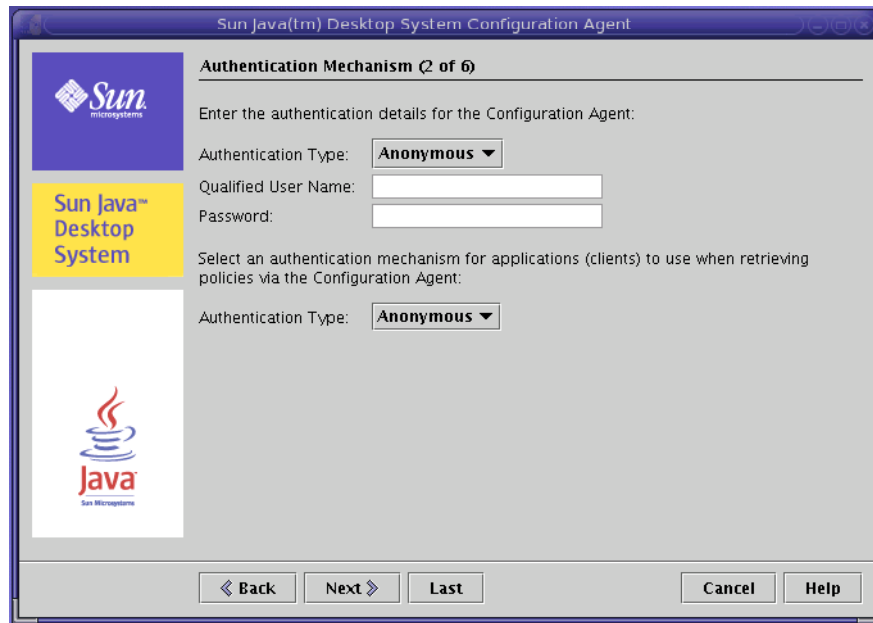 Sun Java(tm) Desktop System Configuration Agent
Sun
microsystems
Sun Java™
Desktop
System
Java
Sun Microsystems
Authentication Mechanism (2 of 6)
Enter the authentication details for the Configuration Agent:
Authentication Type: Anonymous
Qualified User Name:
Password:
Select an authentication mechanism for applications (clients) to use when retrieving
policies via the Configuration Agent:
Authentication Type: Anonymous
Back Next Last Cancel Help